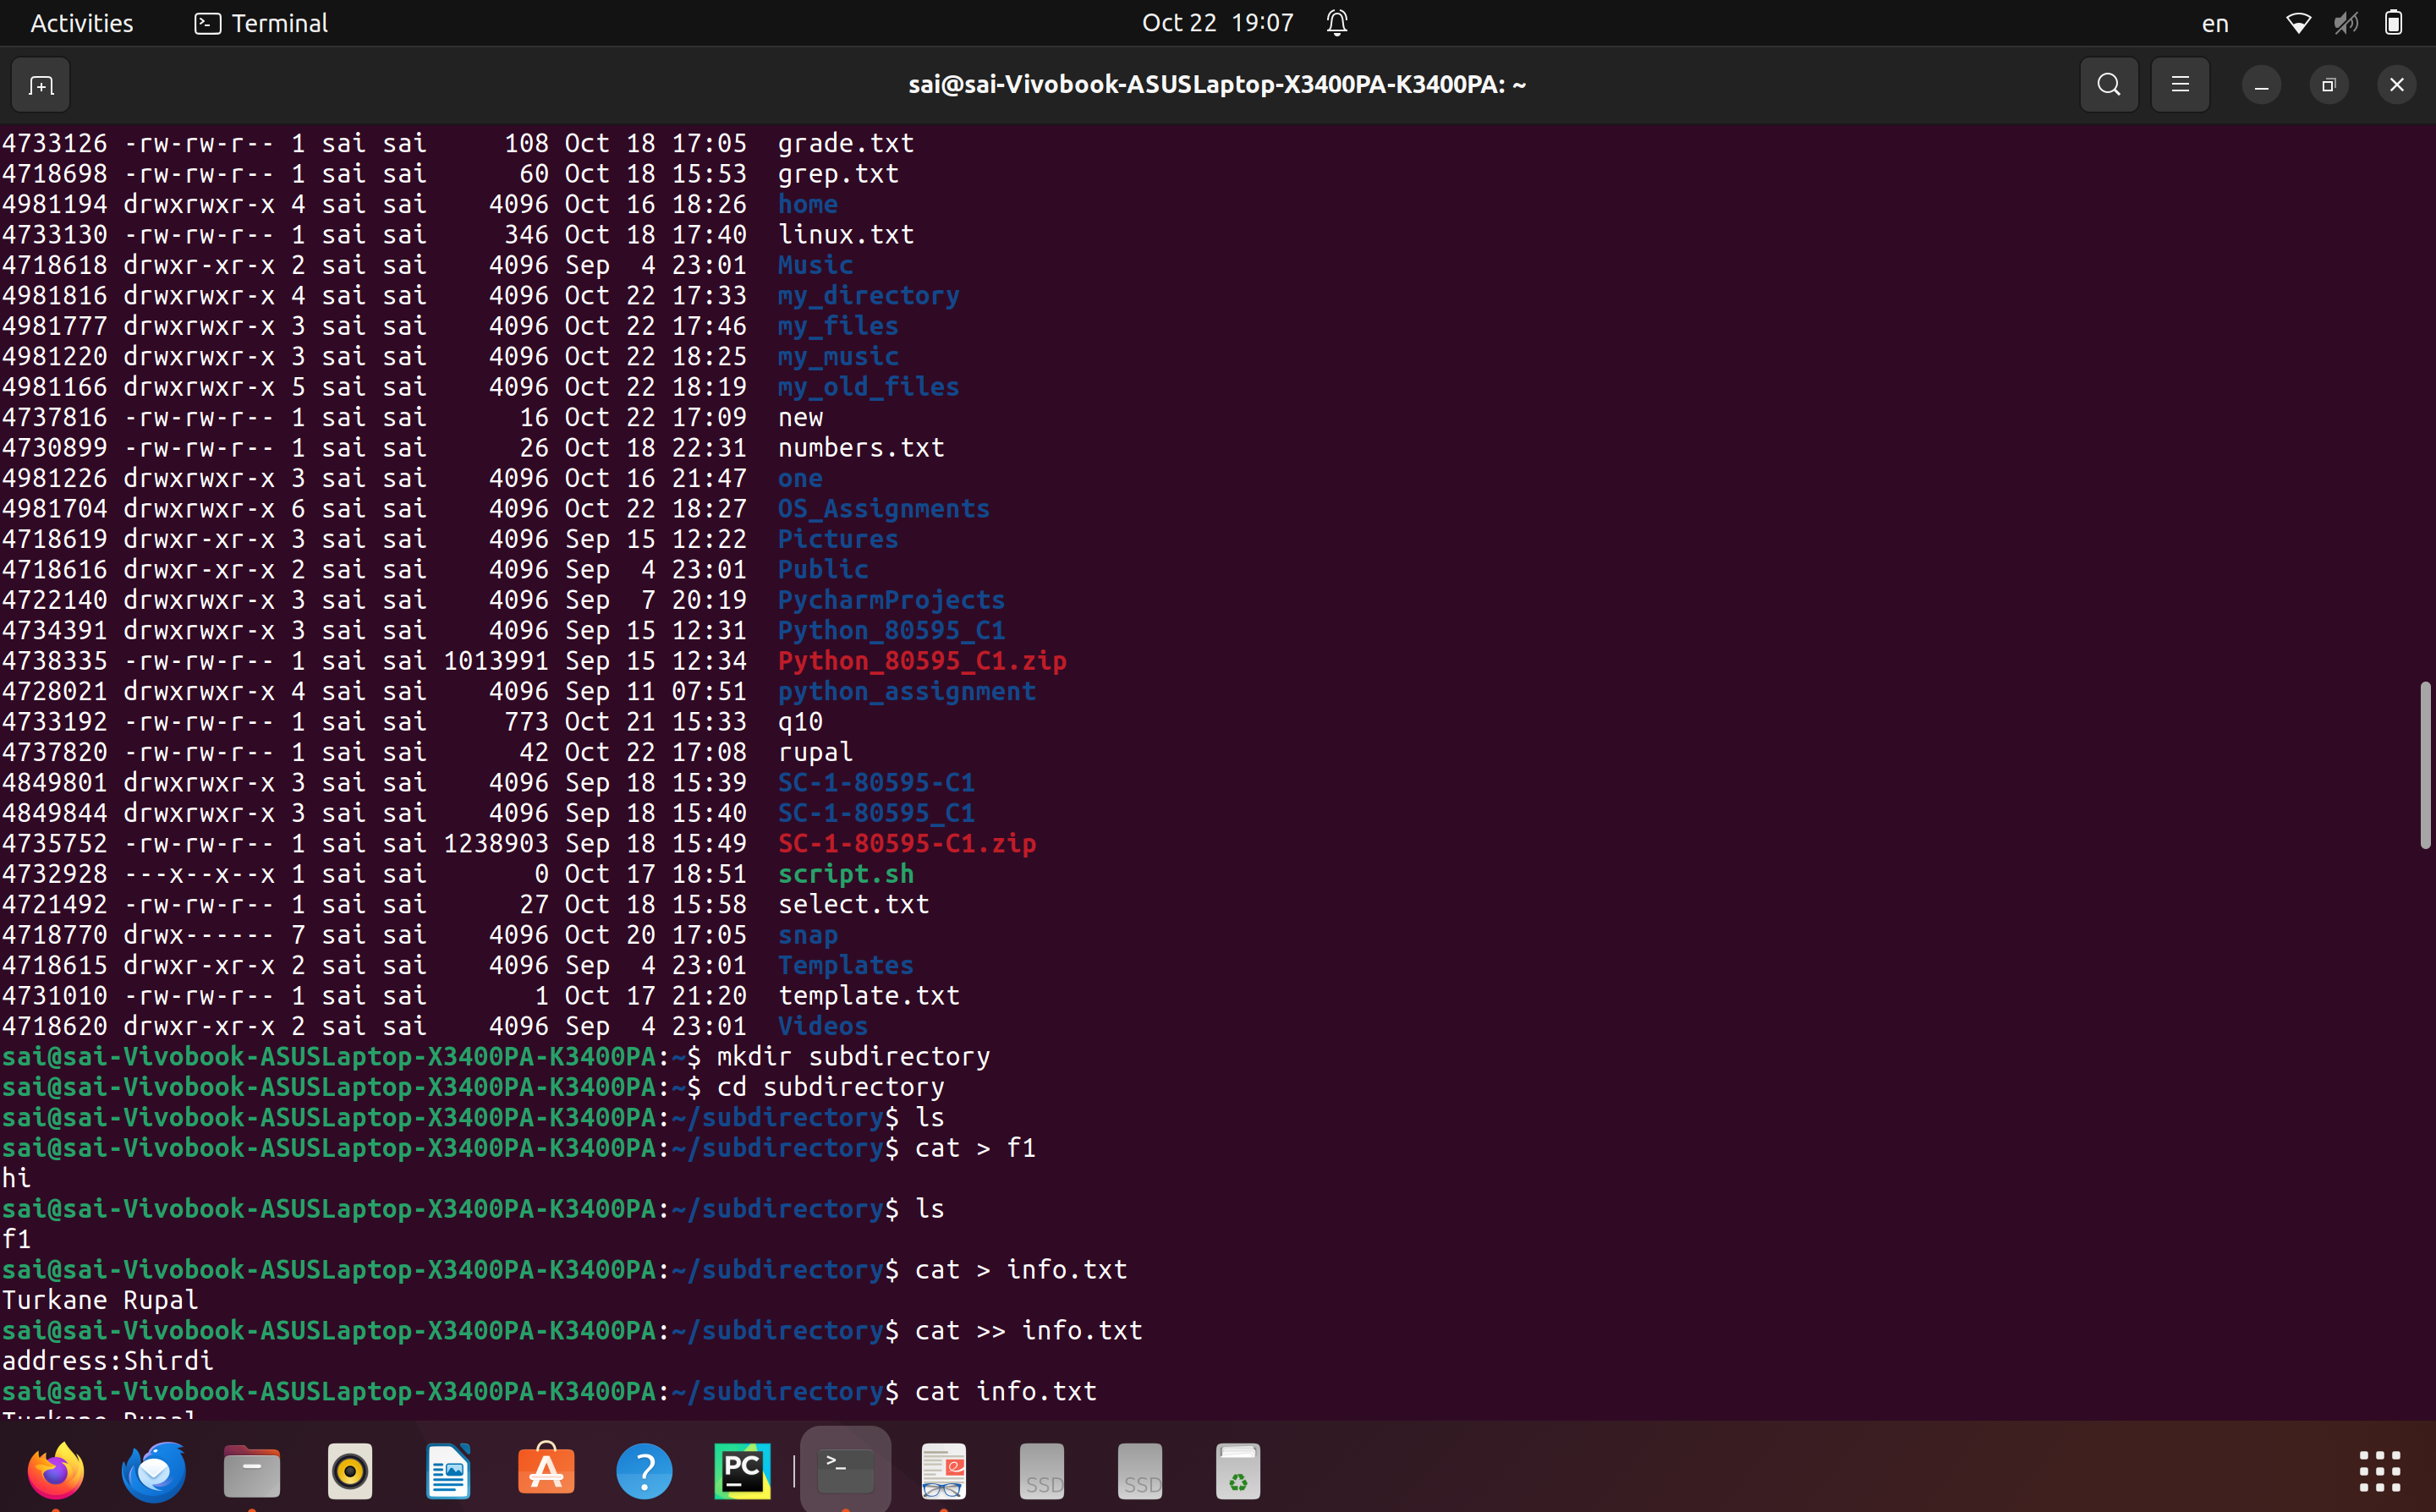 Activities Terminal Oct 22 19:07 en
sai@sai-Vivobook-ASUSLaptop-X3400PA-K3400PA: ~
4733126 -rw-rw-r-- 1 sai sai     108 Oct 18 17:05  grade.txt
4718698 -rw-rw-r-- 1 sai sai      60 Oct 18 15:53  grep.txt
4981194 drwxrwxr-x 4 sai sai    4096 Oct 16 18:26  home
4733130 -rw-rw-r-- 1 sai sai     346 Oct 18 17:40  linux.txt
4718618 drwxr-xr-x 2 sai sai    4096 Sep  4 23:01  Music
4981816 drwxrwxr-x 4 sai sai    4096 Oct 22 17:33  my_directory
4981777 drwxrwxr-x 3 sai sai    4096 Oct 22 17:46  my_files
4981220 drwxrwxr-x 3 sai sai    4096 Oct 22 18:25  my_music
4981166 drwxrwxr-x 5 sai sai    4096 Oct 22 18:19  my_old_files
4737816 -rw-rw-r-- 1 sai sai      16 Oct 22 17:09  new
4730899 -rw-rw-r-- 1 sai sai      26 Oct 18 22:31  numbers.txt
4981226 drwxrwxr-x 3 sai sai    4096 Oct 16 21:47  one
4981704 drwxrwxr-x 6 sai sai    4096 Oct 22 18:27  OS_Assignments
4718619 drwxr-xr-x 3 sai sai    4096 Sep 15 12:22  Pictures
4718616 drwxr-xr-x 2 sai sai    4096 Sep  4 23:01  Public
4722140 drwxrwxr-x 3 sai sai    4096 Sep  7 20:19  PycharmProjects
4734391 drwxrwxr-x 3 sai sai    4096 Sep 15 12:31  Python_80595_C1
4738335 -rw-rw-r-- 1 sai sai 1013991 Sep 15 12:34  Python_80595_C1.zip
4728021 drwxrwxr-x 4 sai sai    4096 Sep 11 07:51  python_assignment
4733192 -rw-rw-r-- 1 sai sai     773 Oct 21 15:33  q10
4737820 -rw-rw-r-- 1 sai sai      42 Oct 22 17:08  rupal
4849801 drwxrwxr-x 3 sai sai    4096 Sep 18 15:39  SC-1-80595-C1
4849844 drwxrwxr-x 3 sai sai    4096 Sep 18 15:40  SC-1-80595_C1
4735752 -rw-rw-r-- 1 sai sai 1238903 Sep 18 15:49  SC-1-80595-C1.zip
4732928 ---x--x--x 1 sai sai       0 Oct 17 18:51  script.sh
4721492 -rw-rw-r-- 1 sai sai      27 Oct 18 15:58  select.txt
4718770 drwx------ 7 sai sai    4096 Oct 20 17:05  snap
4718615 drwxr-xr-x 2 sai sai    4096 Sep  4 23:01  Templates
4731010 -rw-rw-r-- 1 sai sai       1 Oct 17 21:20  template.txt
4718620 drwxr-xr-x 2 sai sai    4096 Sep  4 23:01  Videos
sai@sai-Vivobook-ASUSLaptop-X3400PA-K3400PA:~$ mkdir subdirectory
sai@sai-Vivobook-ASUSLaptop-X3400PA-K3400PA:~$ cd subdirectory
sai@sai-Vivobook-ASUSLaptop-X3400PA-K3400PA:~/subdirectory$ ls
sai@sai-Vivobook-ASUSLaptop-X3400PA-K3400PA:~/subdirectory$ cat > f1
hi
sai@sai-Vivobook-ASUSLaptop-X3400PA-K3400PA:~/subdirectory$ ls
f1
sai@sai-Vivobook-ASUSLaptop-X3400PA-K3400PA:~/subdirectory$ cat > info.txt
Turkane Rupal
sai@sai-Vivobook-ASUSLaptop-X3400PA-K3400PA:~/subdirectory$ cat >> info.txt
address:Shirdi
sai@sai-Vivobook-ASUSLaptop-X3400PA-K3400PA:~/subdirectory$ cat info.txt
Turkane Rupal
PC SSD SSD